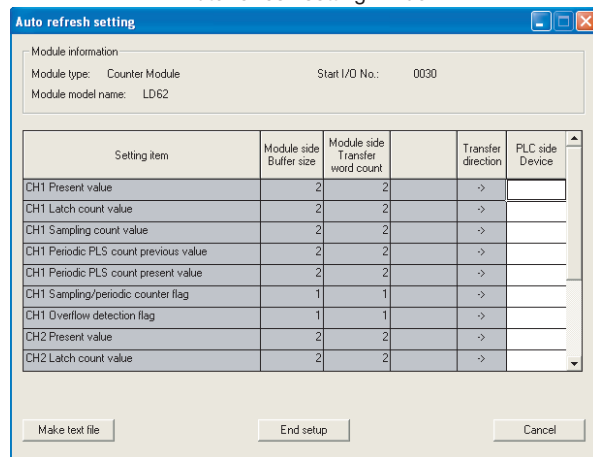 Auto refresh setting
Module information
Module type: Counter Module Start I/O No.: 0030
Module model name: LD62
Setting item Module side Buffer size Module side Transfer word count Transfer direction PLC side Device
CH1 Present value 2 2 ->
CH1 Latch count value 2 2 ->
CH1 Sampling count value 2 2 ->
CH1 Periodic PLS count previous value 2 2 ->
CH1 Periodic PLS count present value 2 2 ->
CH1 Sampling/periodic counter flag 1 1 ->
CH1 Overflow detection flag 1 1 ->
CH2 Present value 2 2 ->
CH2 Latch count value 2 2 ->
Make text file End setup Cancel